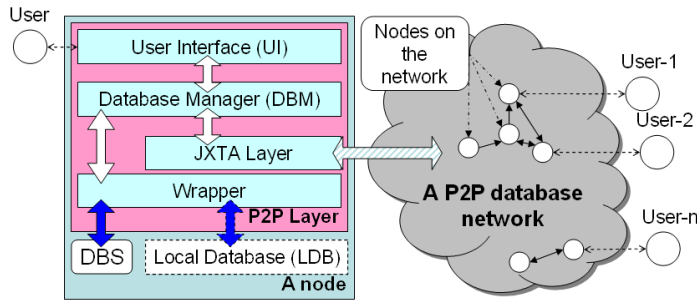 User
User Interface (UI)
Database Manager (DBM)
JXTA Layer
Wrapper
P2P Layer
DBS
Local Database (LDB)
A node
Nodes on
the
network
A P2P database
network
User-1
User-2
User-n